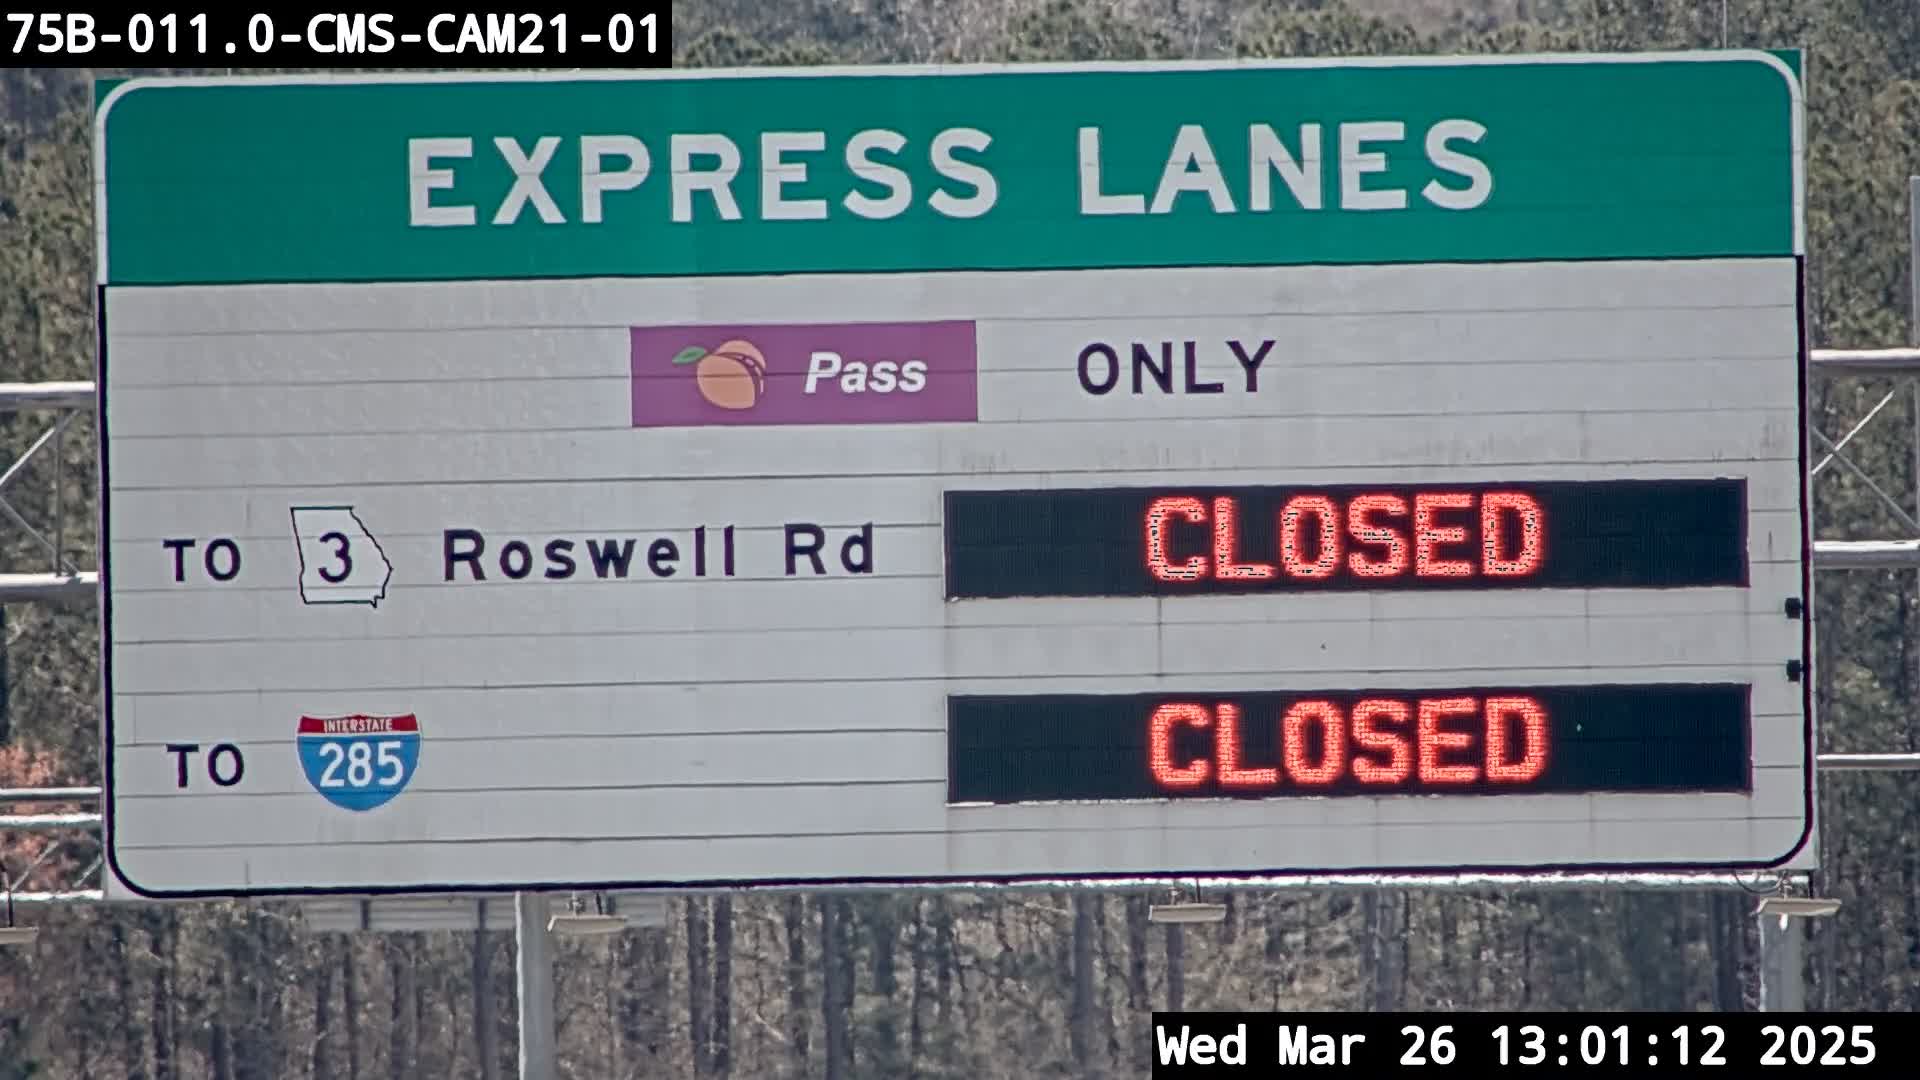 75B-011.0-CMS-CAM21-01
EXPRESS LANES
Pass ONLY
TO 3 Roswell Rd CLOSED
INTERSTATE
TO 285 CLOSED
Wed Mar 26 13:01:12 2025